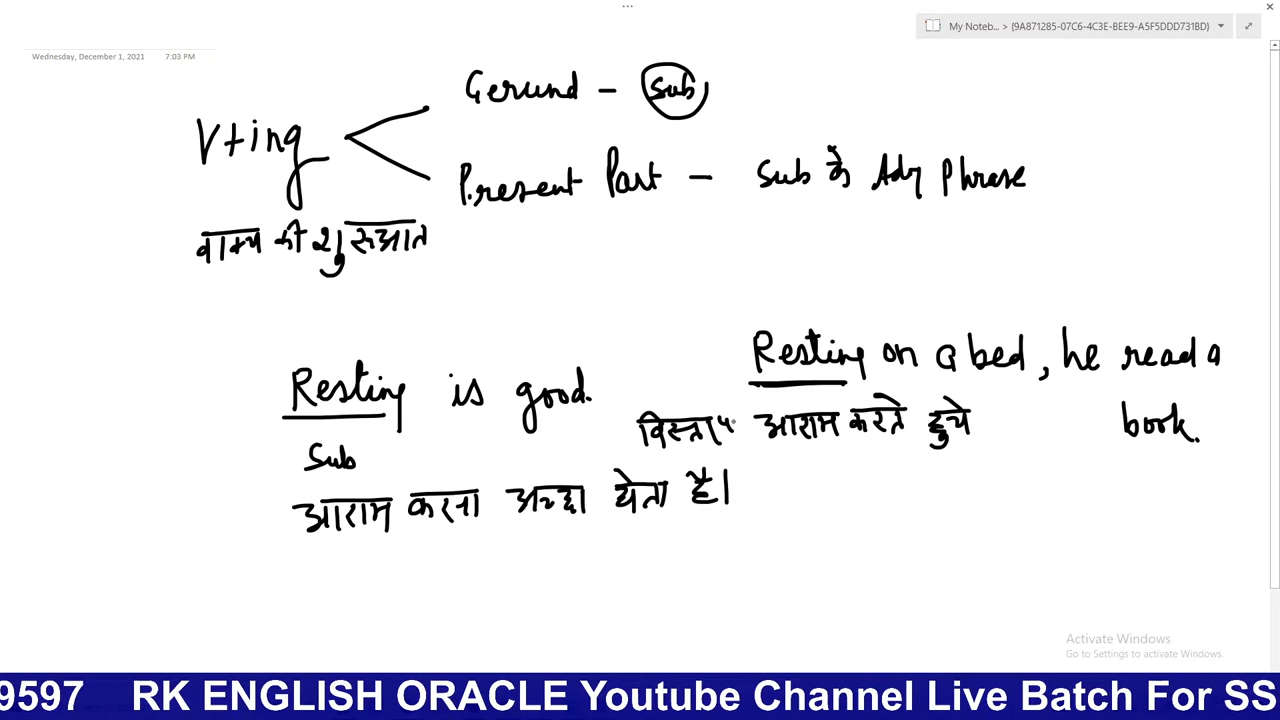 My Noteb... > {9A871285-07C6-4C3E-BEE9-A5F5DDD731BD}
Wednesday, December 1, 2021 7:03 PM
Gerund - Sub
V+ing
Present Part - Sub के Adj Phrase
वाक्य की शुरूआत
Resting on a bed, he read a
Resting is good.
बिस्तर प आराम करते हुये book.
Sub
आराम करना अच्छा होता है।
Activate Windows
Go to Settings to activate Windows.
9597 RK ENGLISH ORACLE Youtube Channel Live Batch For SS